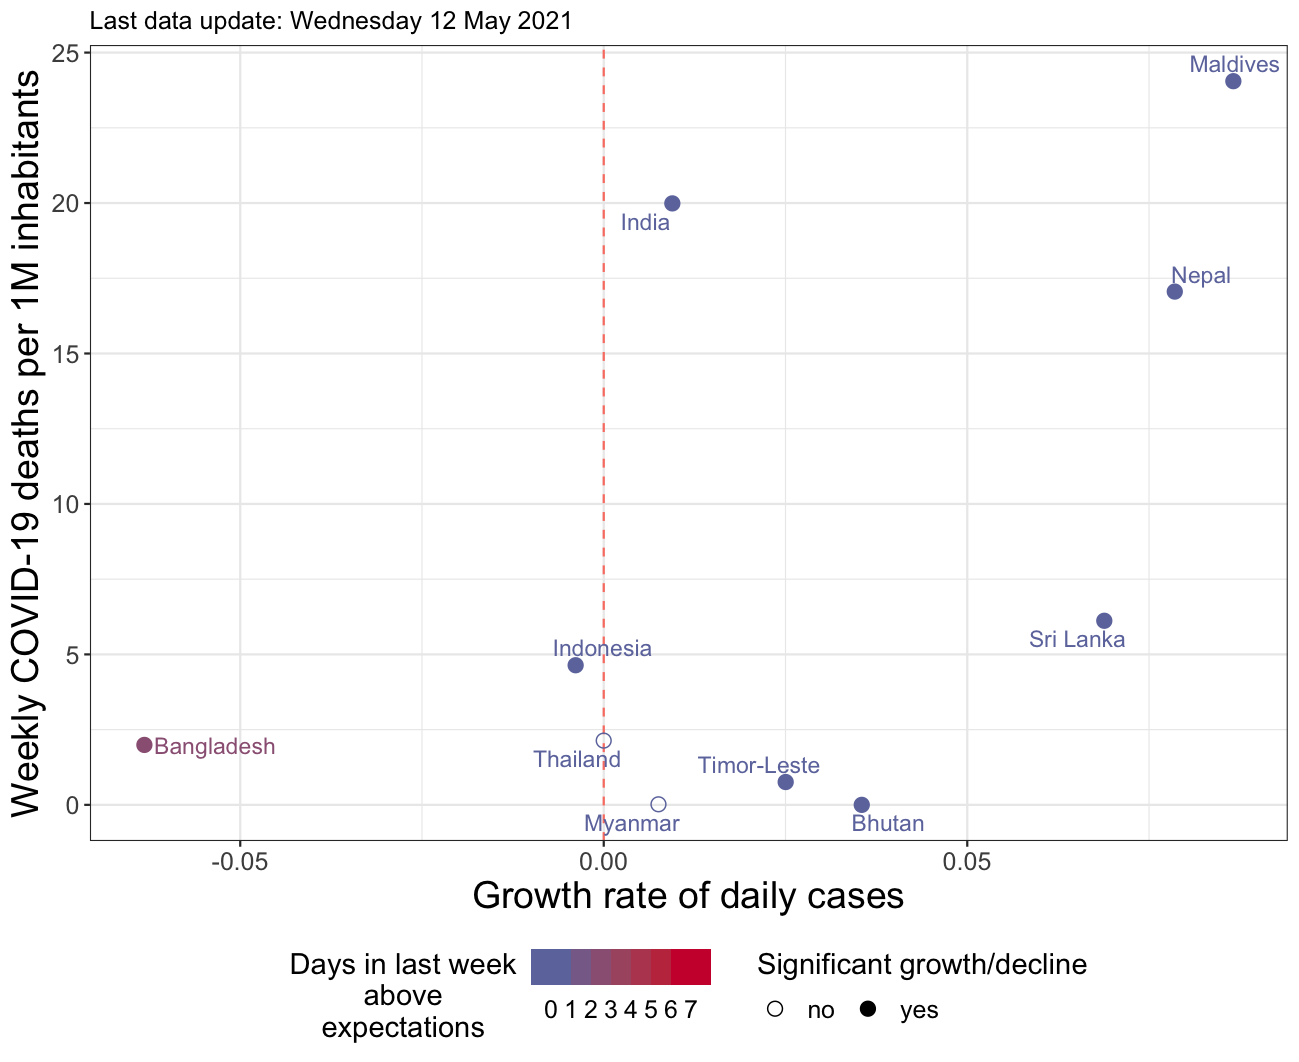 Last data update: Wednesday 12 May 2021
Weekly COVID-19 deaths per 1M inhabitants
25
20
15
10
5
0
Maldives
India
Nepal
Sri Lanka
Indonesia
Bangladesh
Thailand
Timor-Leste
Myanmar
Bhutan
-0.05
0.00
0.05
Growth rate of daily cases
Days in last week
above
expectations
0 1 2 3 4 5 6 7
Significant growth/decline
no
yes